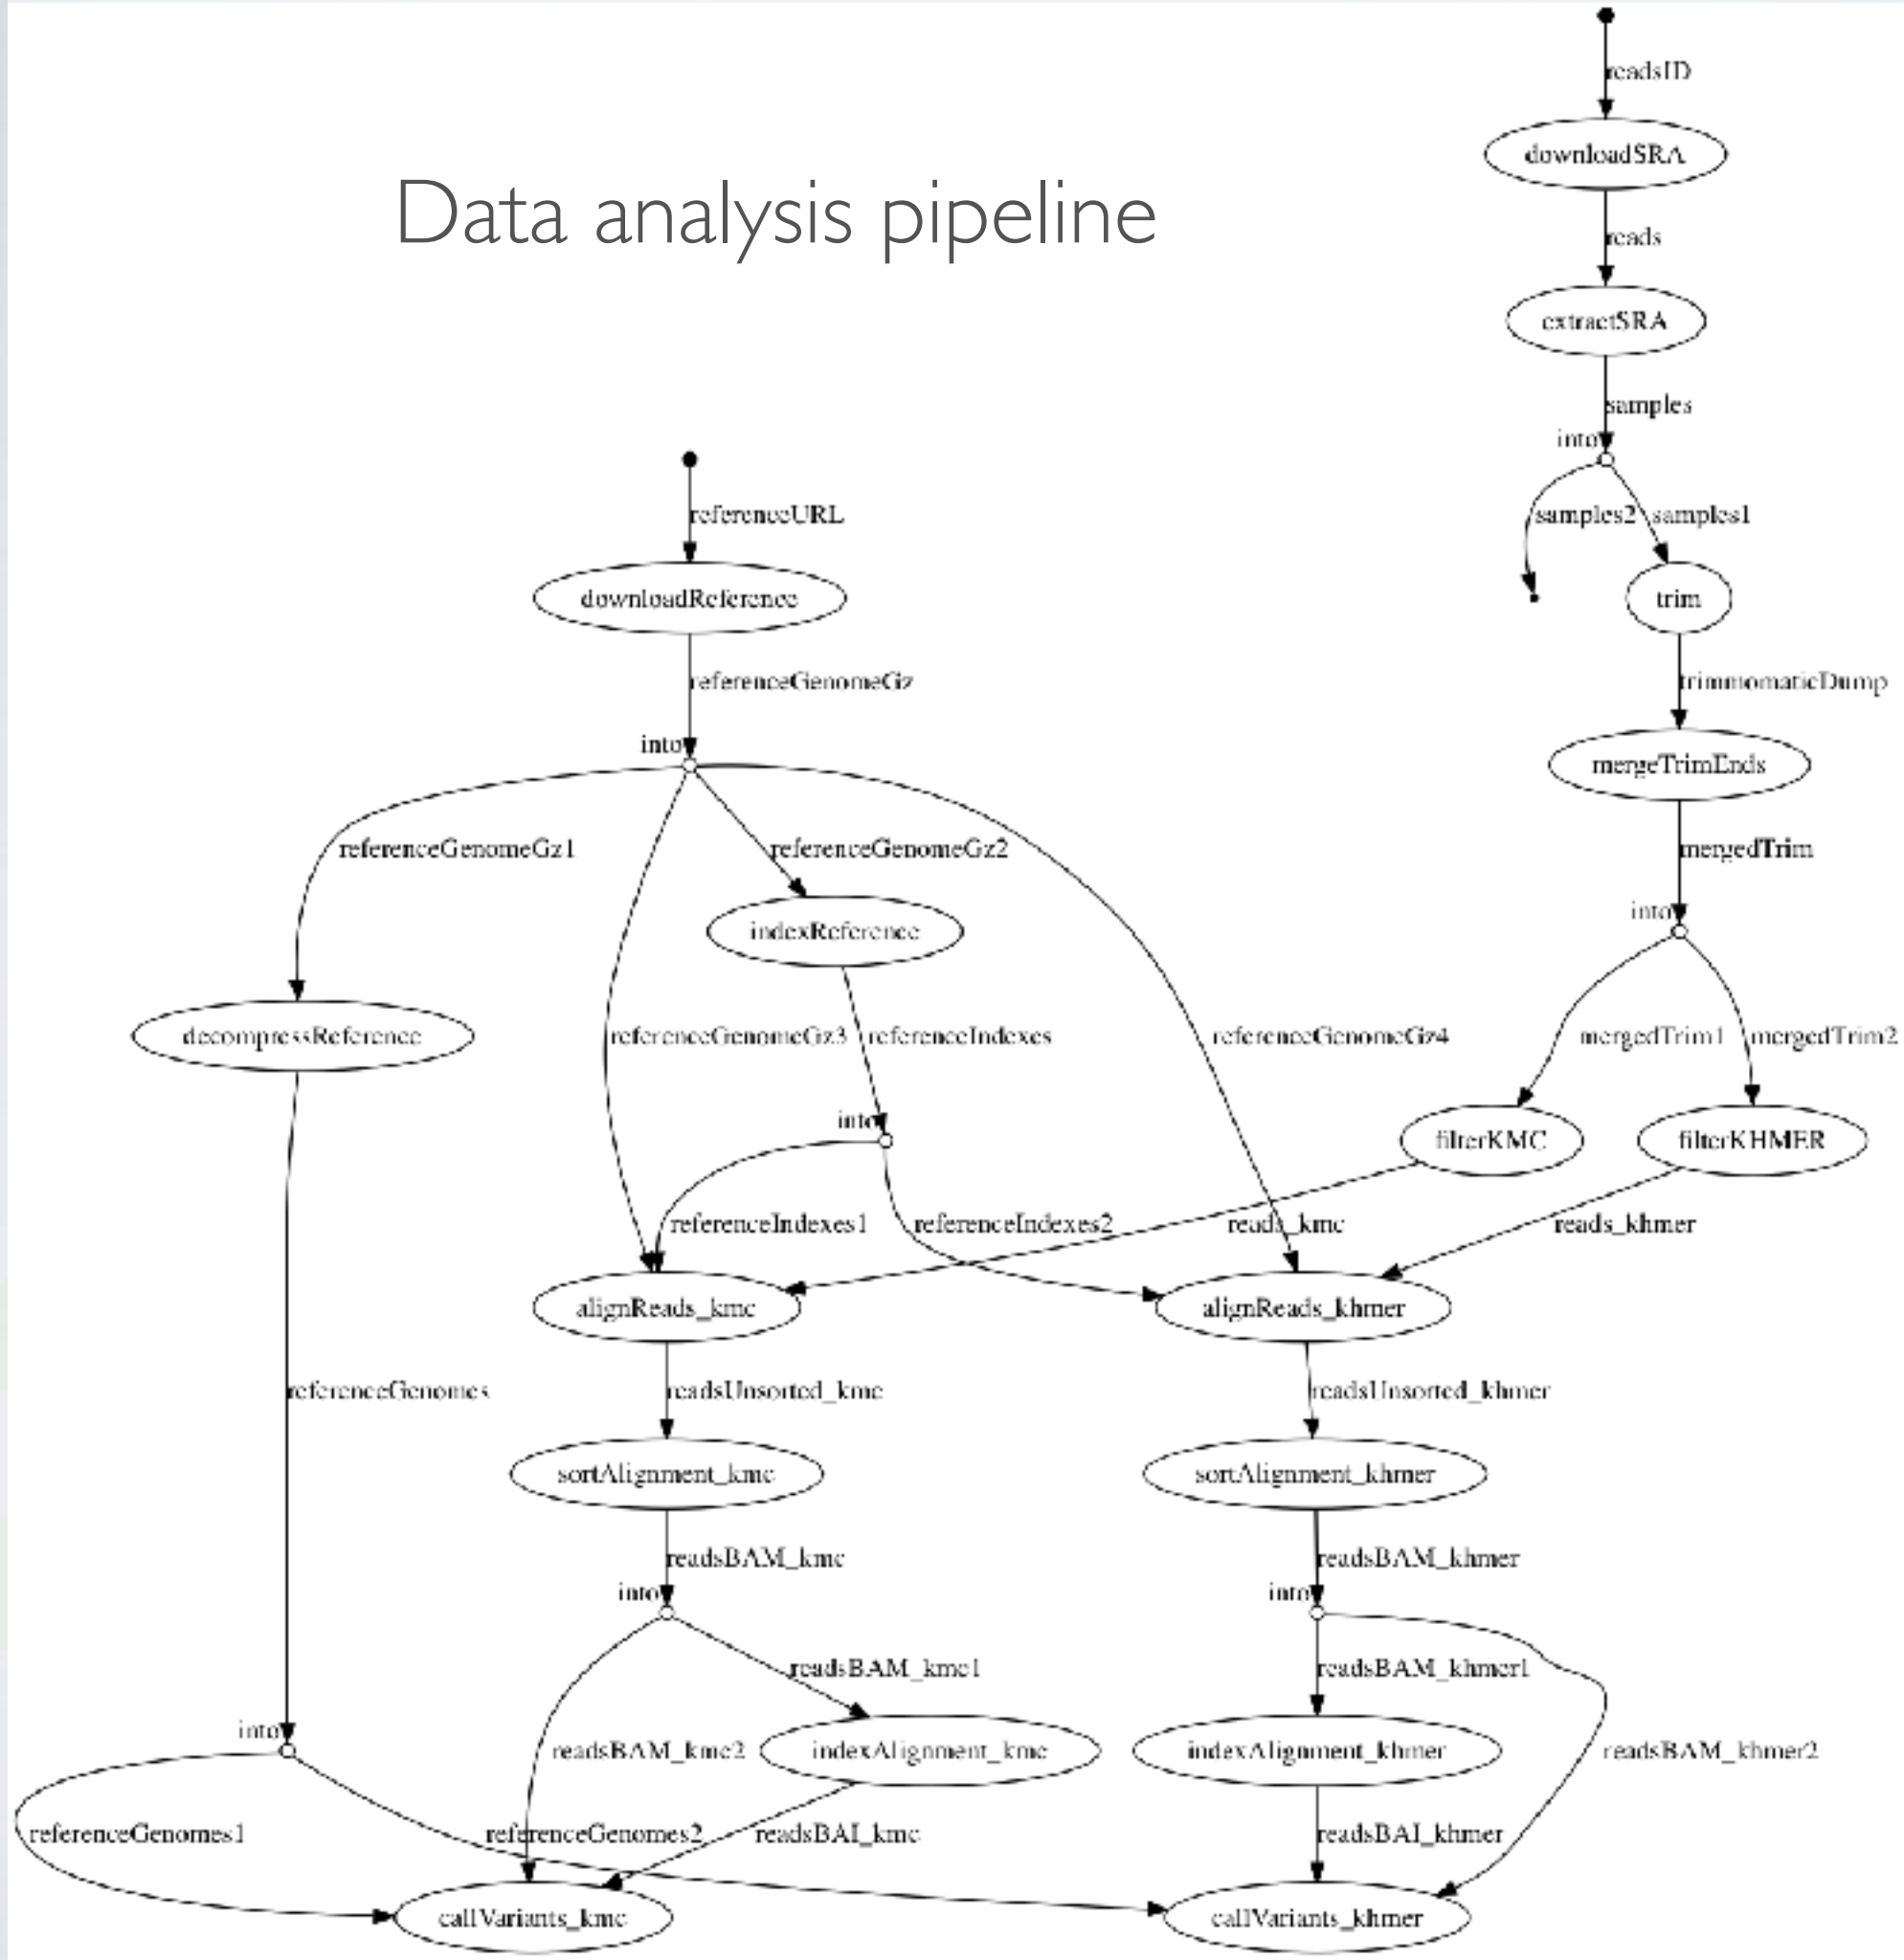 readsID
downloadSRA
Data analysis pipeline
reads
extractSRA
samples
into
referenceURL
samples2
samples1
downloadReference
trim
referenceGenomeGz
trimmomaticDump
into
mergeTrimEnds
referenceGenomeGz1
referenceGenomeGz2
mergedTrim
into
indexReference
decompressReference
referenceGenomeGz3
referenceIndexes
referenceGenomeGz4
mergedTrim1
mergedTrim2
into
filterKMC
filterKHMER
referenceIndexes1
referenceIndexes2
reads_kmc
reads_khmer
alignReads_kmc
alignReads_khmer
referenceGenomes
readsUnsorted_kmc
readsUnsorted_khmer
sortAlignment_kmc
sortAlignment_khmer
readsBAM_kmc
readsBAM_khmer
into
into
readsBAM_kmc1
readsBAM_khmer1
into
readsBAM_kmc2
indexAlignment_kmc
indexAlignment_khmer
readsBAM_khmer2
referenceGenomes1
referenceGenomes2
readsBAI_kmc
readsBAI_khmer
callVariants_kmc
callVariants_khmer